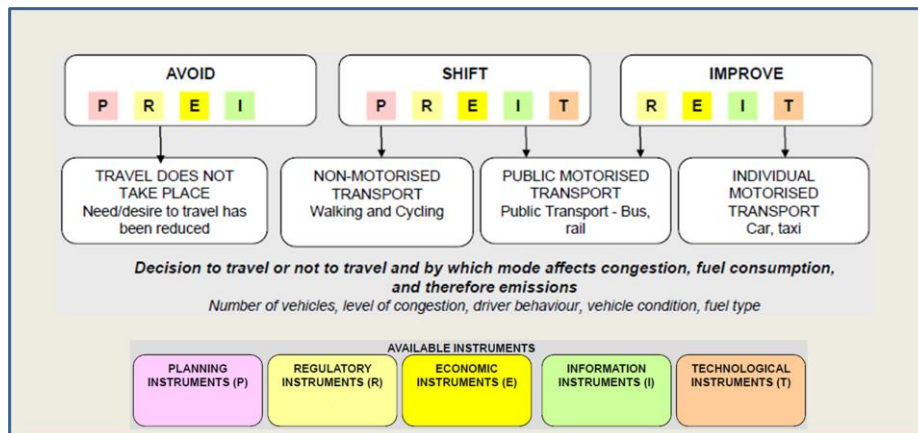 AVOID
P R E I
SHIFT
P R E I T
IMPROVE
R E I T
TRAVEL DOES NOT
TAKE PLACE
Need/desire to travel has
been reduced
NON-MOTORISED
TRANSPORT
Walking and Cycling
PUBLIC MOTORISED
TRANSPORT
Public Transport - Bus,
rail
INDIVIDUAL
MOTORISED
TRANSPORT
Car, taxi
Decision to travel or not to travel and by which mode affects congestion, fuel consumption,
and therefore emissions
Number of vehicles, level of congestion, driver behaviour, vehicle condition, fuel type
AVAILABLE INSTRUMENTS
PLANNING
INSTRUMENTS (P)
REGULATORY
INSTRUMENTS (R)
ECONOMIC
INSTRUMENTS (E)
INFORMATION
INSTRUMENTS (I)
TECHNOLOGICAL
INSTRUMENTS (T)